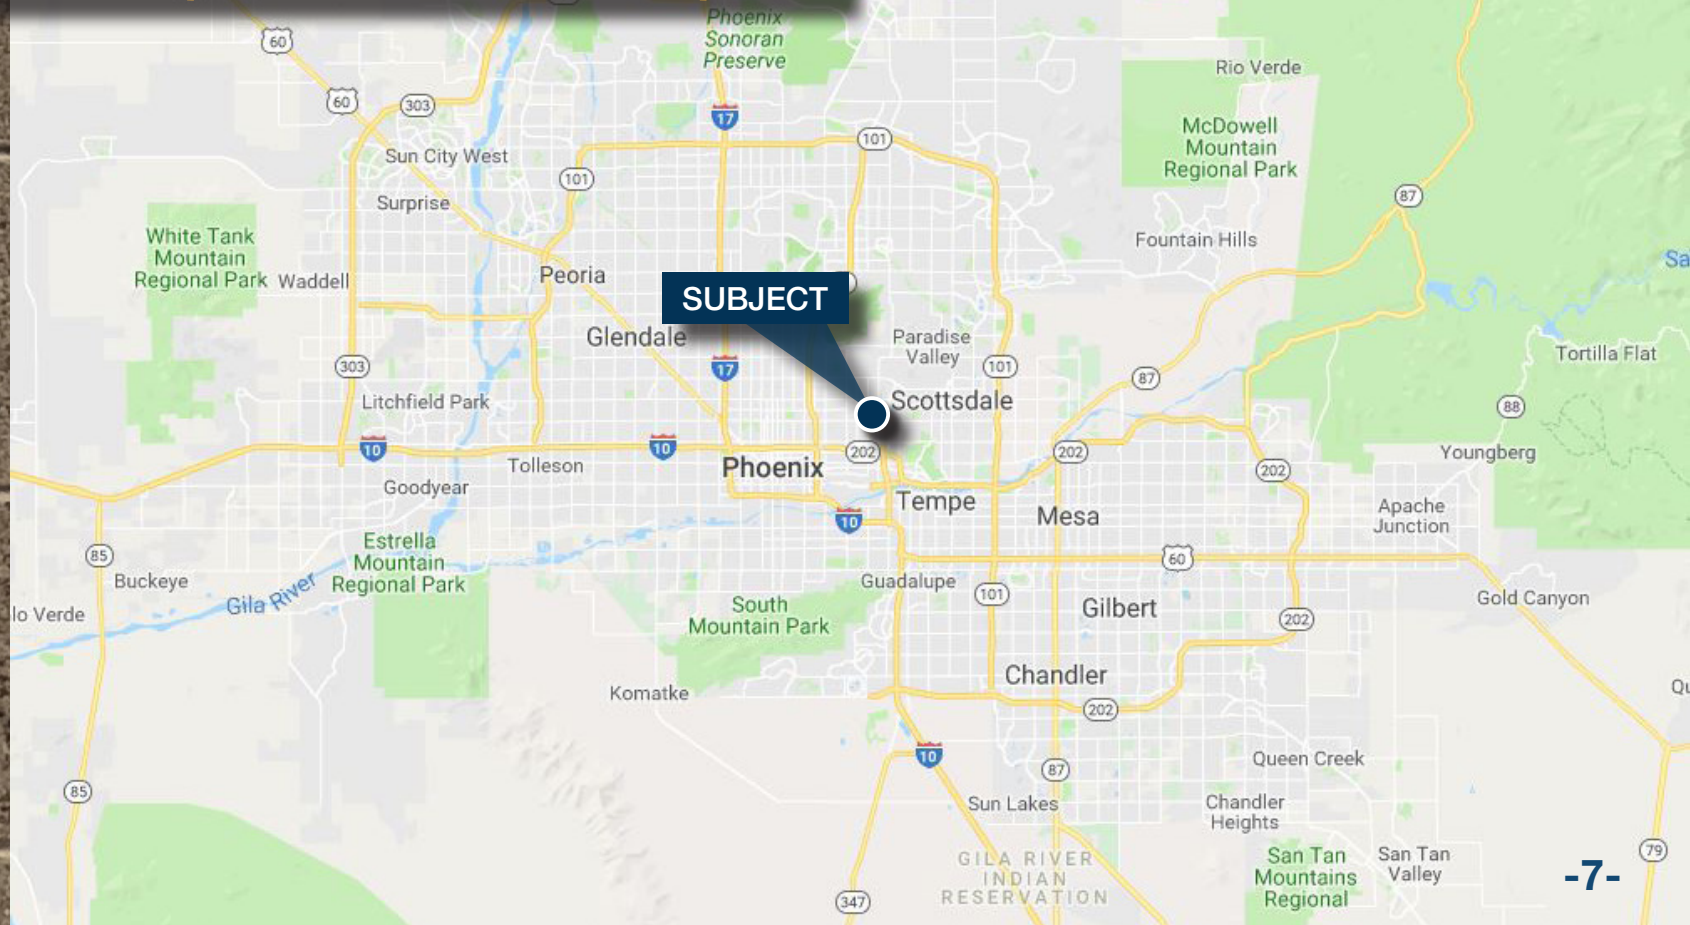 60
Phoenix
Sonoran
Preserve
Rio Verde
60
303
17
McDowell
Mountain
Regional Park
101
Sun City West
101
Surprise
87
White Tank
Mountain
Regional Park
Waddell
Fountain Hills
Sa
Peoria
SUBJECT
Glendale
Paradise
Valley
Tortilla Flat
303
17
101
87
Litchfield Park
Scottsdale
88
10
10
202
202
Youngberg
Tolleson
Phoenix
202
Goodyear
Tempe
Mesa
Apache
Junction
10
85
Estrella
Mountain
Regional Park
60
Buckeye
Gila River
Guadalupe
101
Gold Canyon
lo Verde
South
Mountain Park
Gilbert
202
Chandler
Komatke
Qu
202
10
Queen Creek
87
85
Sun Lakes
Chandler
Heights
GILA RIVER
INDIAN
RESERVATION
San Tan
Mountains
Regional
San Tan
Valley
79
-7-
347